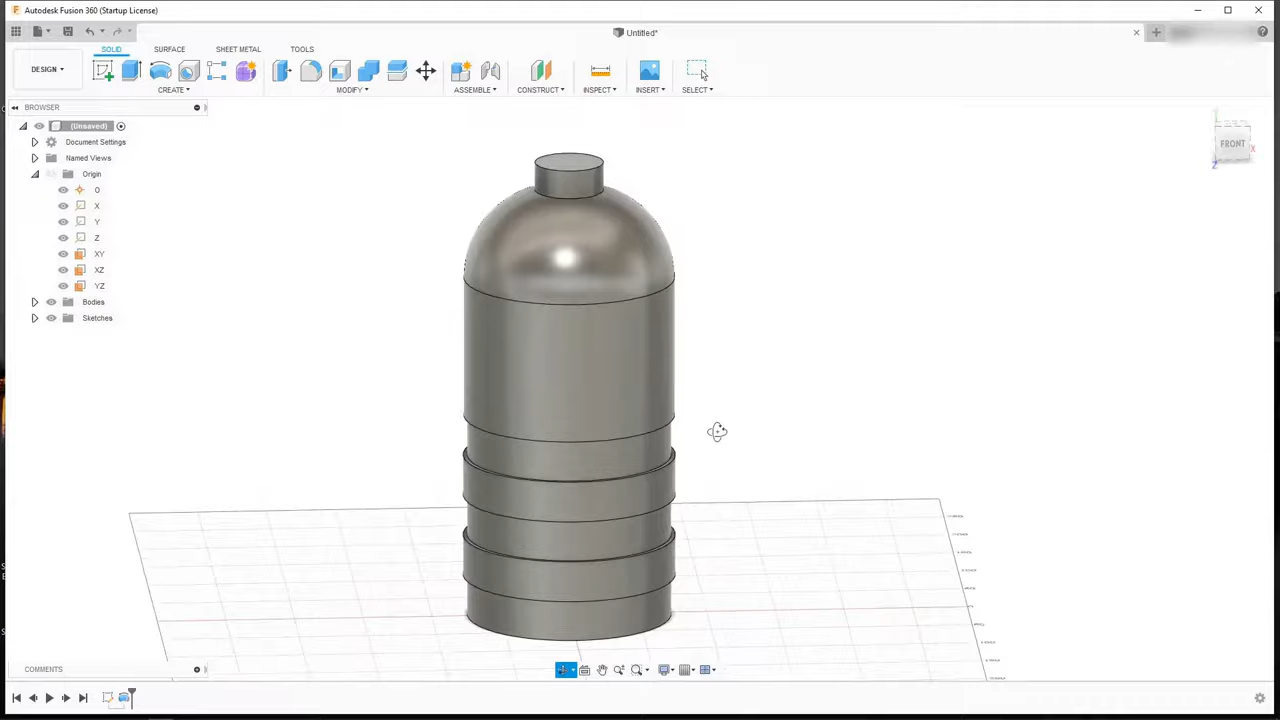 Autodesk Fusion 360 (Startup License)
Untitled*
SOLID SURFACE SHEET METAL TOOLS
DESIGN
CREATE MODIFY ASSEMBLE CONSTRUCT INSPECT INSERT SELECT
BROWSER
(Unsaved)
Document Settings
Named Views
Origin
O
X
Y
Z
XY
XZ
YZ
Bodies
Sketches
FRONT
X
Z
COMMENTS